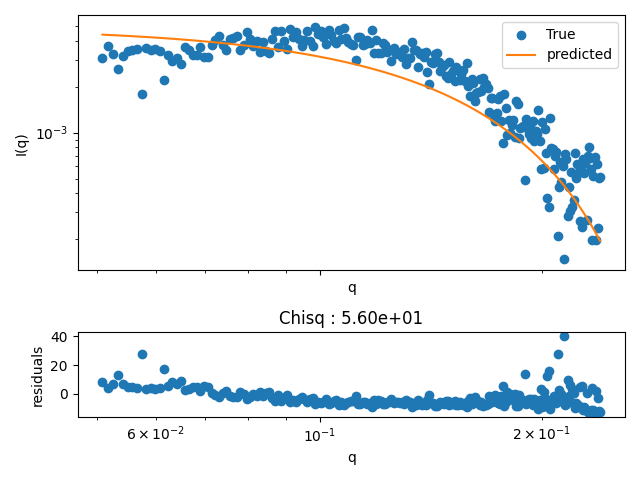 True
predicted
10⁻³
I(q)
q
Chisq : 5.60e+01
40
20
0
residuals
6 × 10⁻²
10⁻¹
2 × 10⁻¹
q